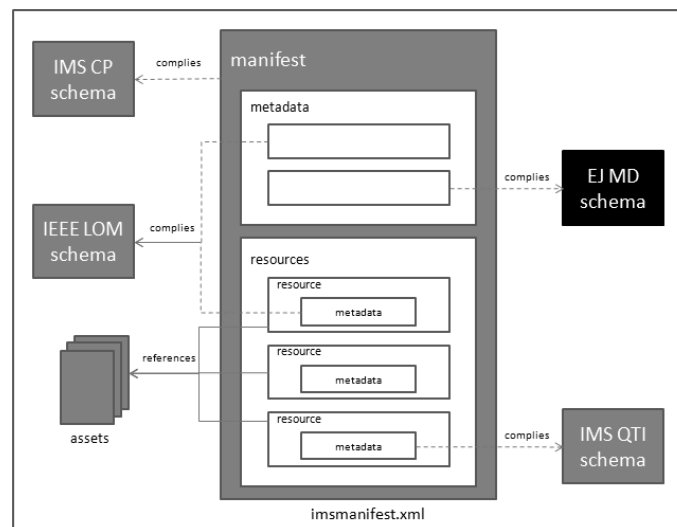 IMS CP
schema
complies
manifest
metadata
complies
EJ MD
schema
IEEE LOM
schema
complies
resources
resource
metadata
references
resource
metadata
assets
resource
metadata
complies
IMS QTI
schema
imsmanifest.xml